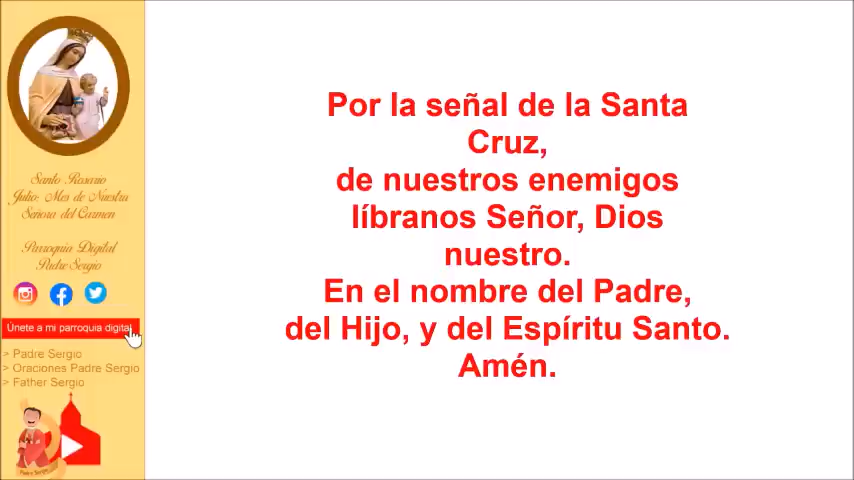 Santo Rosario
Julio: Mes de Nuestra
Señora del Carmen
Parroquia Digital
Padre Sergio
Únete a mi parroquia digital
> Padre Sergio
> Oraciones Padre Sergio
> Father Sergio
Padre Sergio
Por la señal de la Santa
Cruz,
de nuestros enemigos
líbranos Señor, Dios
nuestro.
En el nombre del Padre,
del Hijo, y del Espíritu Santo.
Amén.